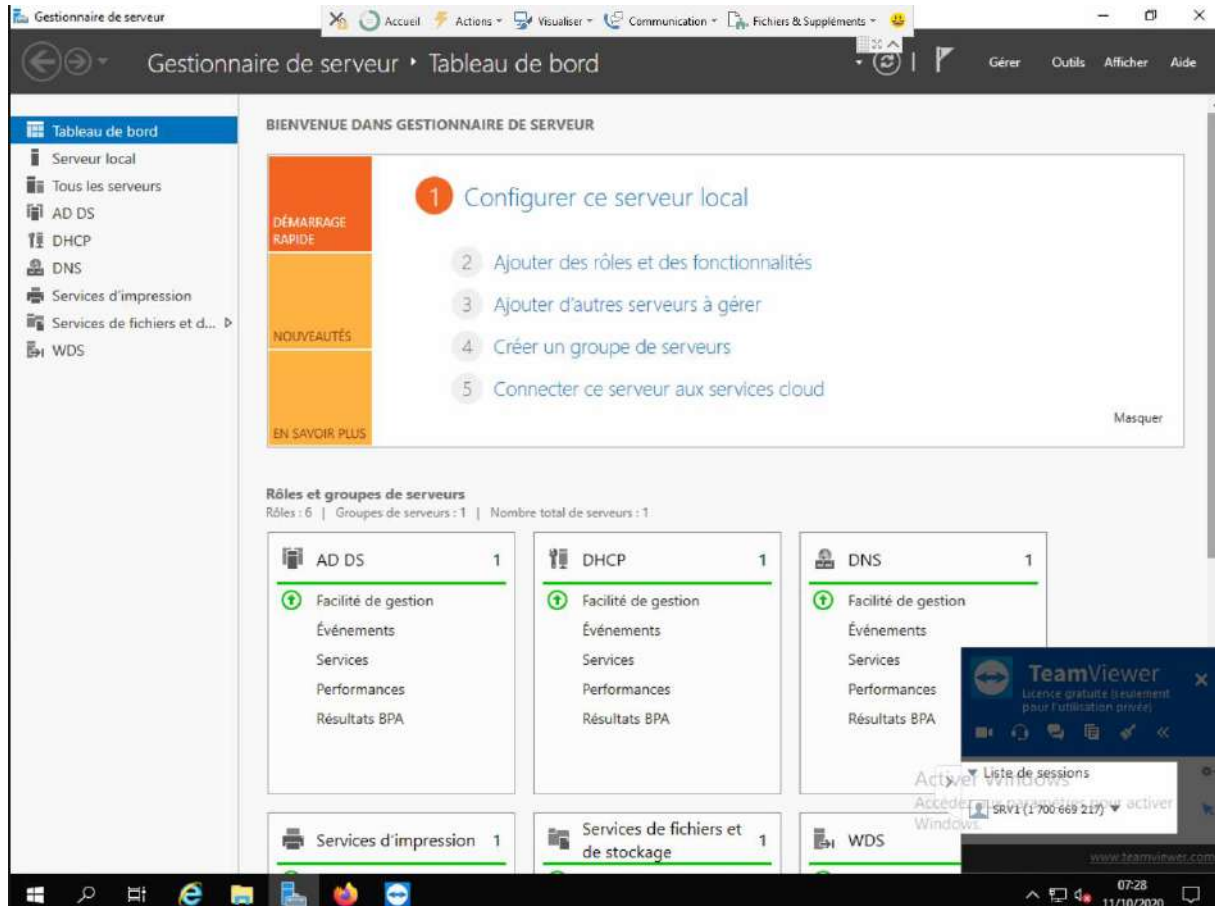 Gestionnaire de serveur
Accueil Actions Visualiser Communication Fichiers & Suppléments
Gestionnaire de serveur • Tableau de bord
Gérer Outils Afficher Aide
Tableau de bord
Serveur local
Tous les serveurs
AD DS
DHCP
DNS
Services d'impression
Services de fichiers et d...
WDS
BIENVENUE DANS GESTIONNAIRE DE SERVEUR
DÉMARRAGE
RAPIDE
NOUVEAUTÉS
EN SAVOIR PLUS
1 Configurer ce serveur local
2 Ajouter des rôles et des fonctionnalités
3 Ajouter d'autres serveurs à gérer
4 Créer un groupe de serveurs
5 Connecter ce serveur aux services cloud
Masquer
Rôles et groupes de serveurs
Rôles : 6 | Groupes de serveurs : 1 | Nombre total de serveurs : 1
AD DS 1
Facilité de gestion
Événements
Services
Performances
Résultats BPA
DHCP 1
Facilité de gestion
Événements
Services
Performances
Résultats BPA
DNS 1
Facilité de gestion
Événements
Services
Performances
Résultats BPA
Services d'impression 1
Services de fichiers et
de stockage 1
WDS
TeamViewer
Licence gratuite (seulement
pour l'utilisation privée)
Liste de sessions
SRV1 (1 700 669 217)
www.teamviewer.com
Activer Windows
Accédez aux paramètres pour activer
Windows.
07:28
11/10/2020